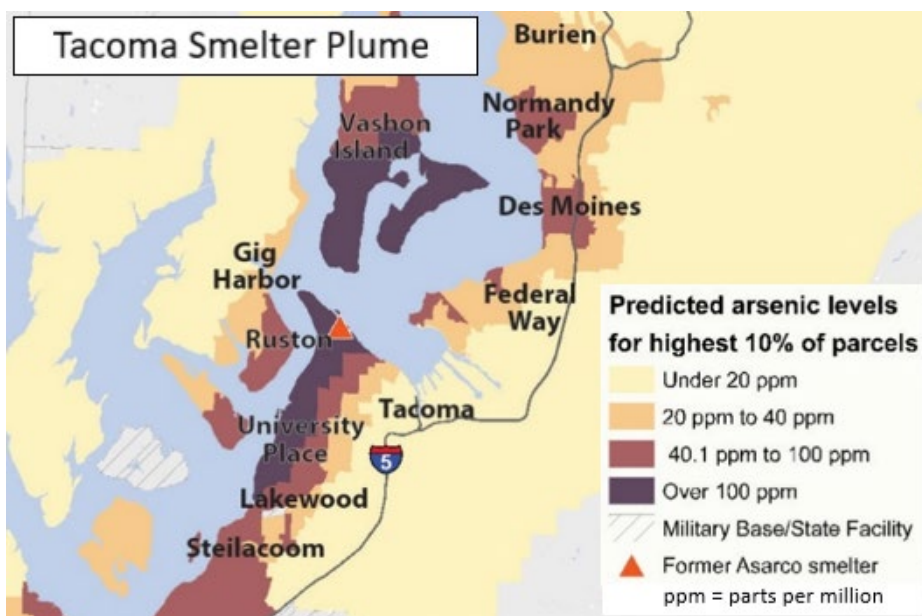 Tacoma Smelter Plume
Burien
Normandy
Park
Vashon
Island
Des Moines
Gig
Harbor
Federal
Way
Ruston
Tacoma
University
Place
5
Lakewood
Steilacoom
Predicted arsenic levels
for highest 10% of parcels
Under 20 ppm
20 ppm to 40 ppm
40.1 ppm to 100 ppm
Over 100 ppm
Military Base/State Facility
Former Asarco smelter
ppm = parts per million